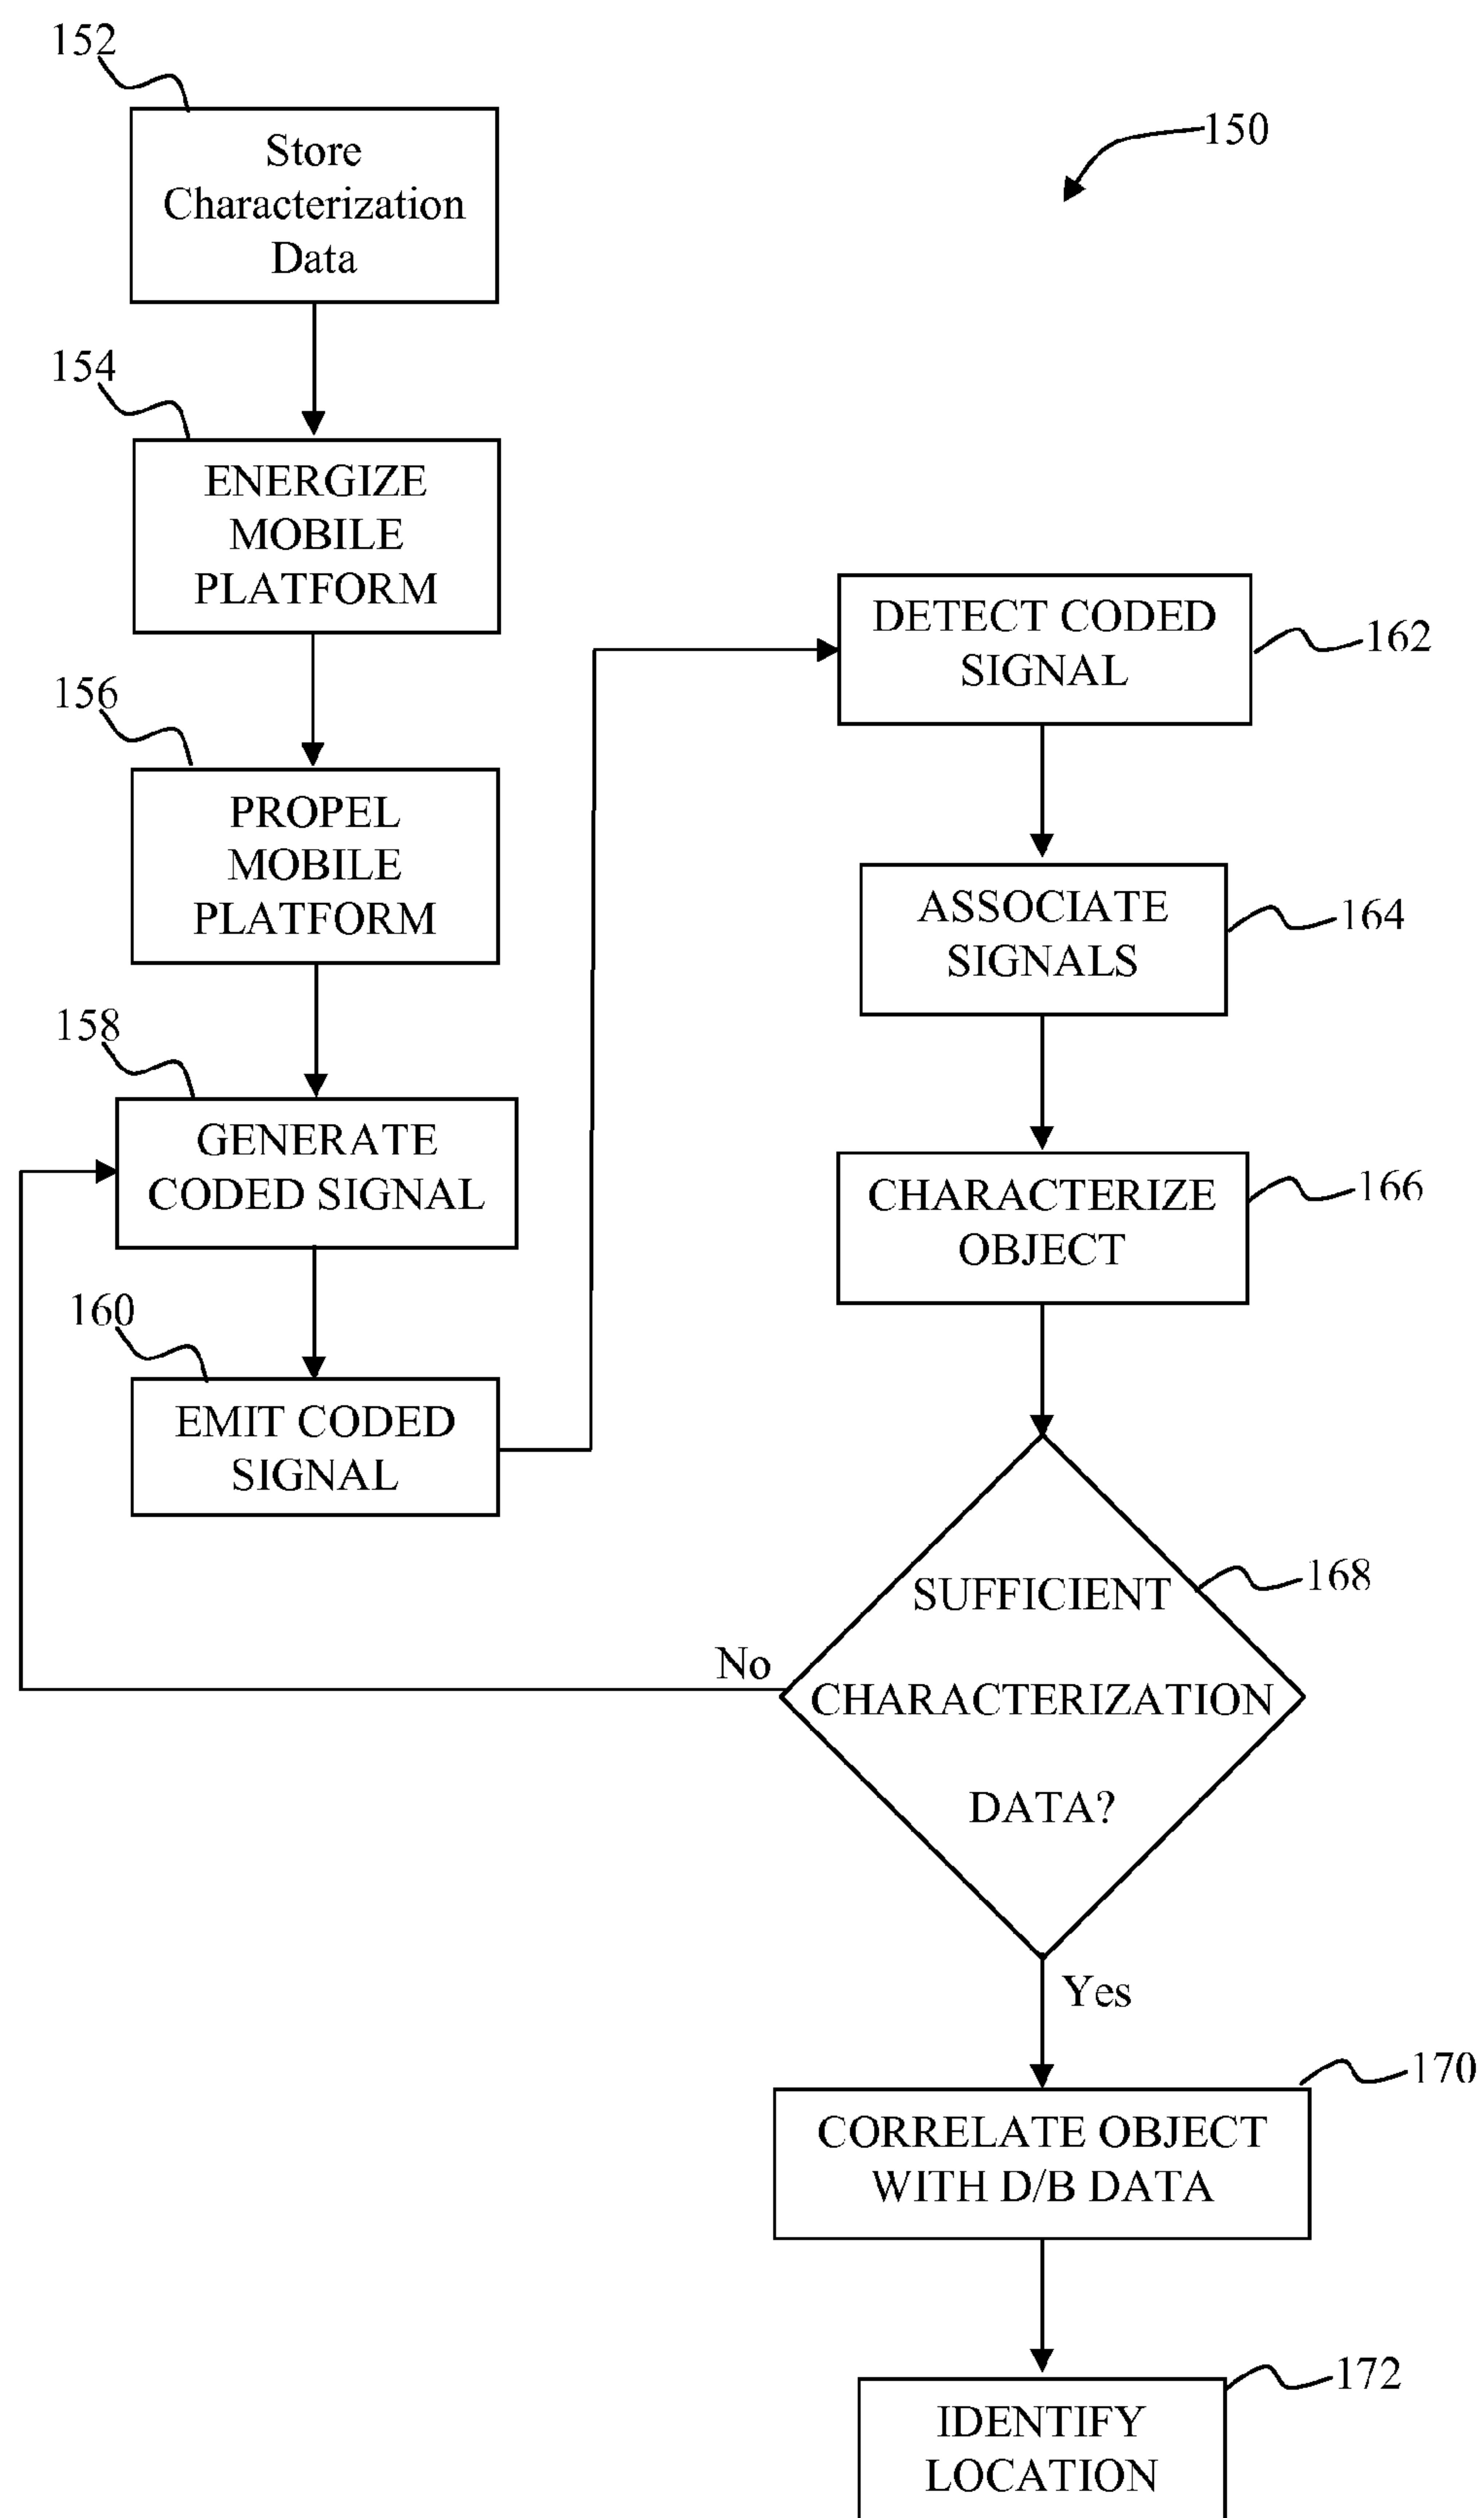 152
Store
Characterization
Data
150
154
ENERGIZE
MOBILE
PLATFORM
156
PROPEL
MOBILE
PLATFORM
158
GENERATE
CODED SIGNAL
160
EMIT CODED
SIGNAL
DETECT CODED
SIGNAL
162
ASSOCIATE
SIGNALS
164
CHARACTERIZE
OBJECT
166
SUFFICIENT
CHARACTERIZATION
DATA?
168
No
Yes
170
CORRELATE OBJECT
WITH D/B DATA
172
IDENTIFY
LOCATION